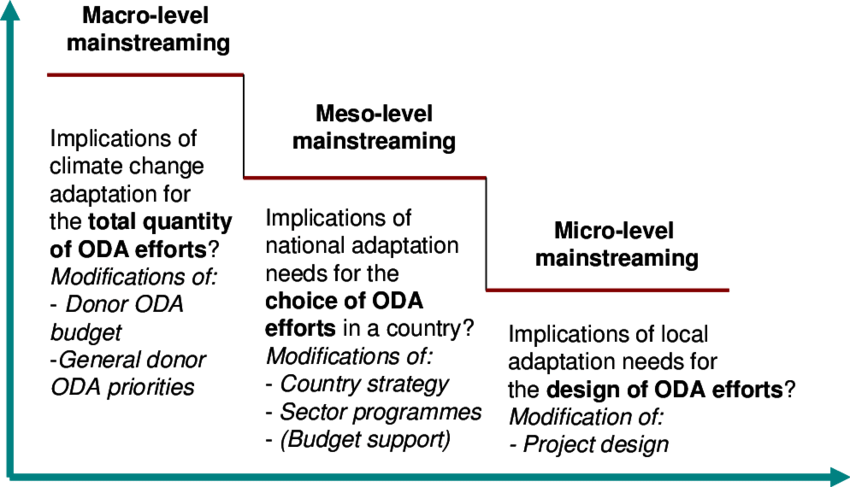 Macro-level
mainstreaming
Implications of
climate change
adaptation for
the total quantity
of ODA efforts?
Modifications of:
- Donor ODA
budget
-General donor
ODA priorities
Meso-level
mainstreaming
Implications of
national adaptation
needs for the
choice of ODA
efforts in a country?
Modifications of:
- Country strategy
- Sector programmes
- (Budget support)
Micro-level
mainstreaming
Implications of local
adaptation needs for
the design of ODA efforts?
Modification of:
- Project design